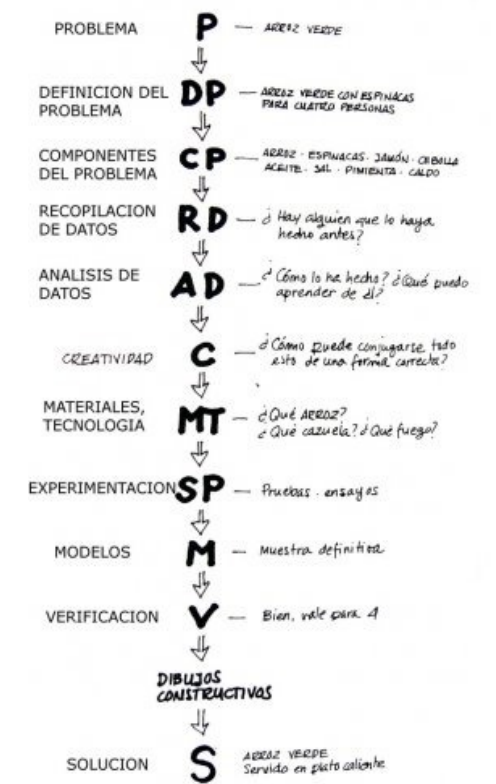 PROBLEMA P — ARROZ VERDE
DEFINICION DEL PROBLEMA DP — ARROZ VERDE CON ESPINACAS
PARA CUATRO PERSONAS
COMPONENTES DEL PROBLEMA CP — ARROZ · ESPINACAS · JAMÓN · CEBOLLA
ACEITE · SAL · PIMIENTA · CALDO
RECOPILACION DE DATOS RD — ¿Hay alguien que lo haya
hecho antes?
ANALISIS DE DATOS AD — ¿Cómo lo ha hecho? ¿Qué puedo
aprender de él?
CREATIVIDAD C — ¿Cómo puede conjugarse todo
esto de una forma correcta?
MATERIALES, TECNOLOGIA MT — ¿Qué ARROZ?
¿Qué cazuela? ¿Qué fuego?
EXPERIMENTACION SP — Pruebas · ensayos
MODELOS M — Muestra definitiva
VERIFICACION V — Bien, vale para 4
DIBUJOS
CONSTRUCTIVOS
SOLUCION S ARROZ VERDE
Servido en plato caliente